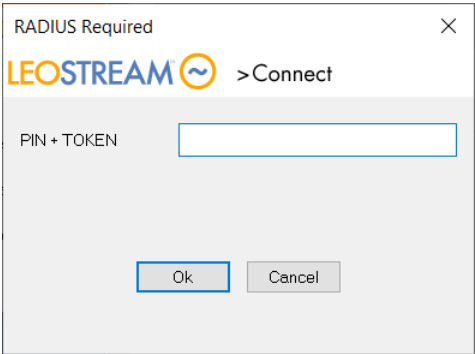 RADIUS Required
LEOSTREAM >Connect
PIN + TOKEN
Ok Cancel